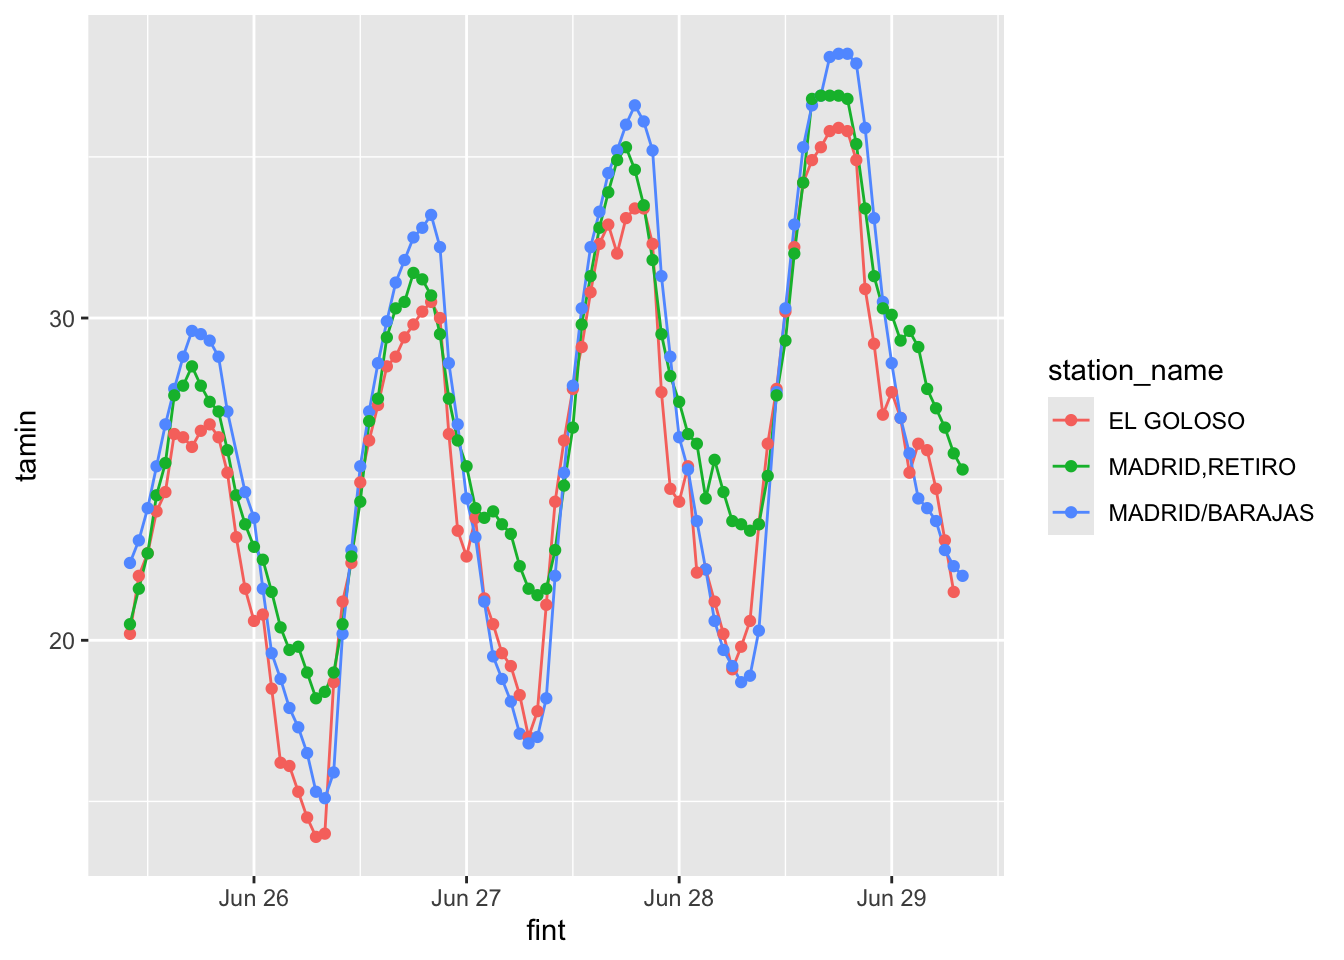 tamin
30
20
Jun 26
Jun 27
Jun 28
Jun 29
fint
station_name
EL GOLOSO
MADRID,RETIRO
MADRID/BARAJAS